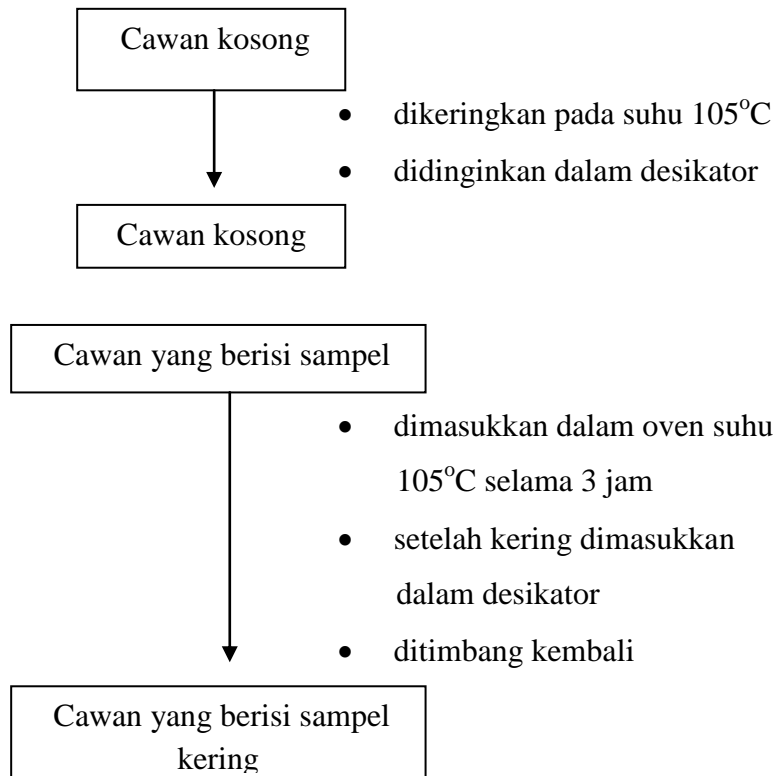 Cawan kosong
• dikeringkan pada suhu 105°C
• didinginkan dalam desikator
Cawan kosong
Cawan yang berisi sampel
• dimasukkan dalam oven suhu
105°C selama 3 jam
• setelah kering dimasukkan
dalam desikator
• ditimbang kembali
Cawan yang berisi sampel
kering